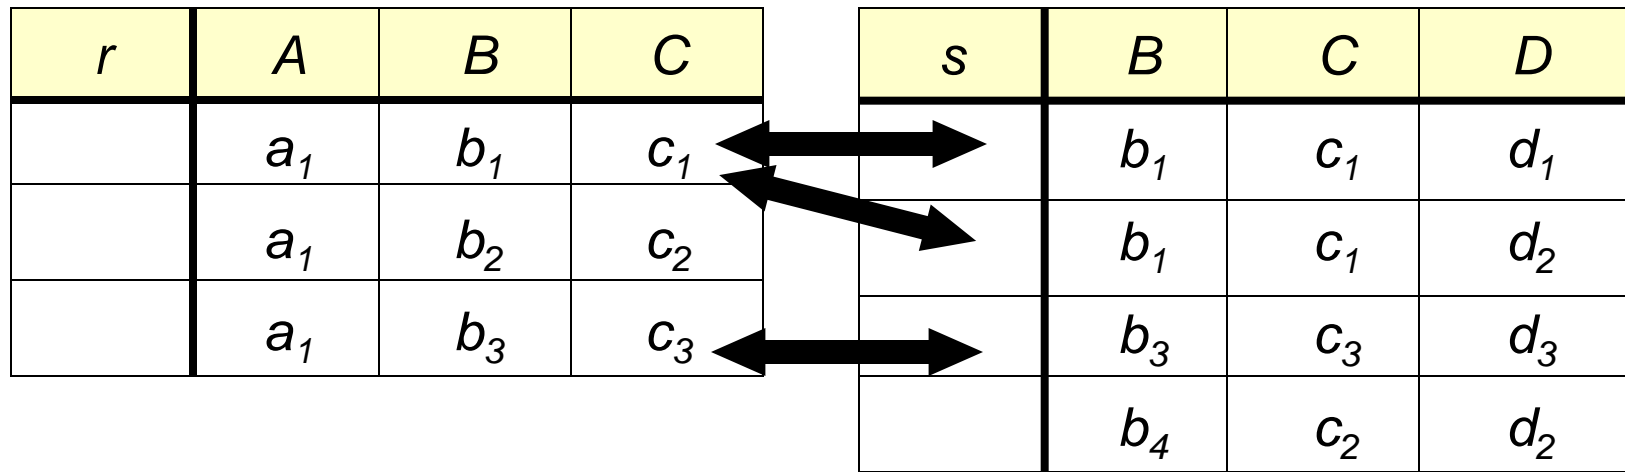 r A B C
a₁ b₁ c₁
a₁ b₂ c₂
a₁ b₃ c₃
s B C D
b₁ c₁ d₁
b₁ c₁ d₂
b₃ c₃ d₃
b₄ c₂ d₂